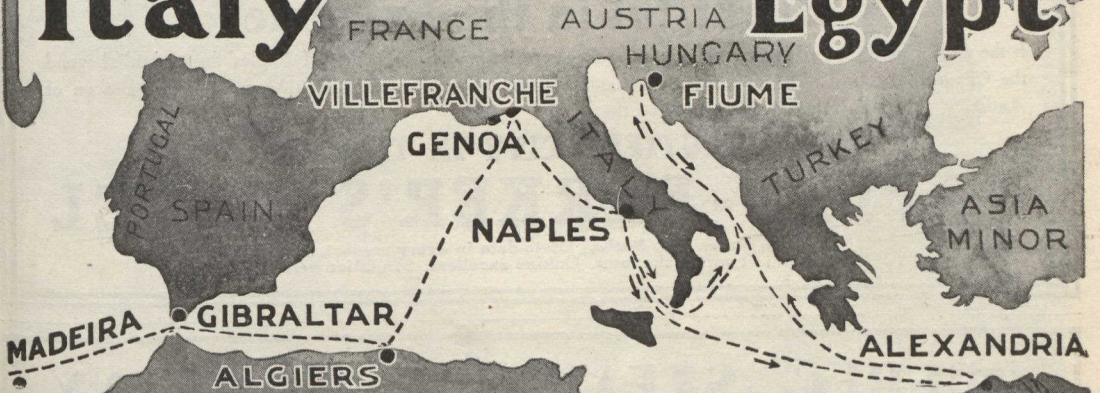 Italy
Egypt
FRANCE
AUSTRIA
HUNGARY
VILLEFRANCHE
FIUME
GENOA
ITALY
PORTUGAL
SPAIN
TURKEY
ASIA
MINOR
NAPLES
MADEIRA
GIBRALTAR
ALEXANDRIA
ALGIERS